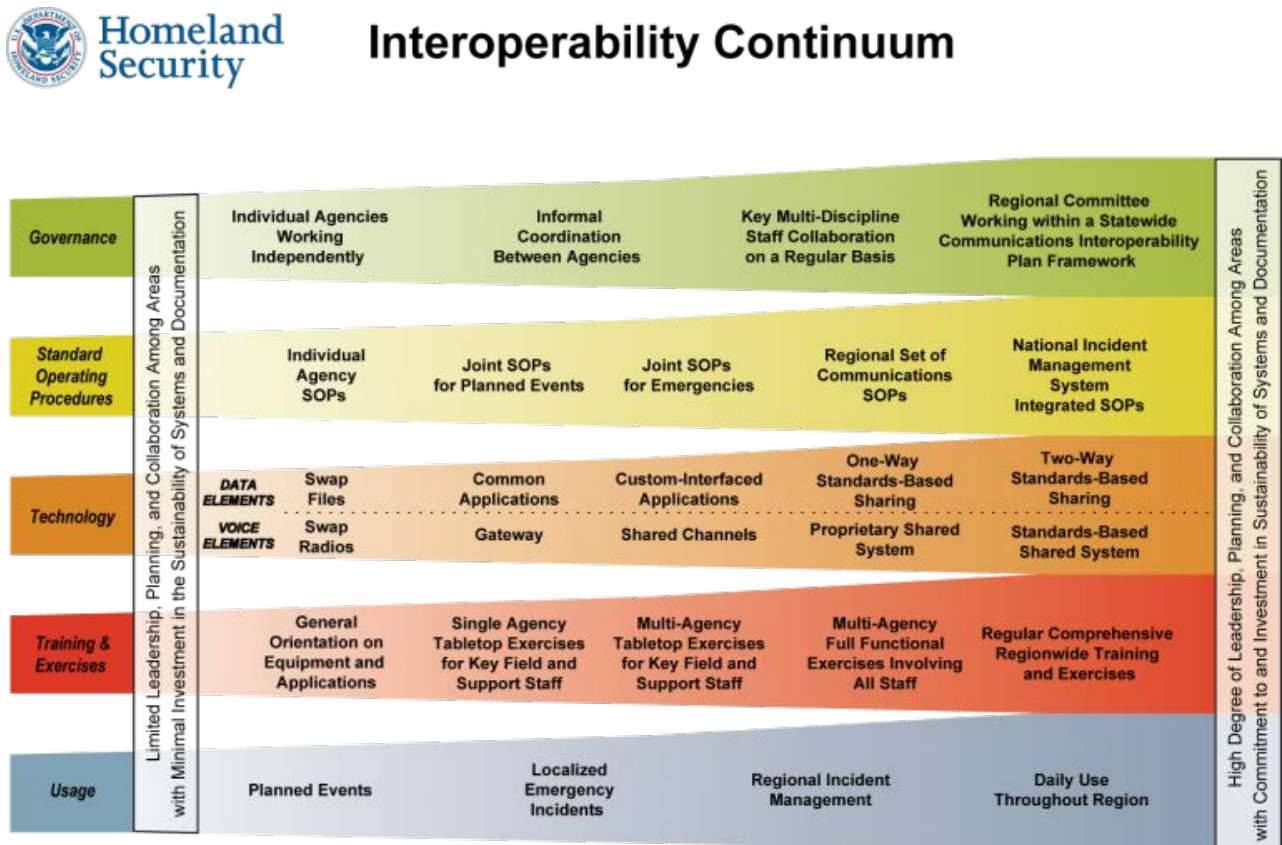 U.S. DEPARTMENT OF
HOMELAND SECURITY
Homeland
Security
Interoperability Continuum
Limited Leadership, Planning, and Collaboration Among Areas
with Minimal Investment in the Sustainability of Systems and Documentation
Governance
Individual Agencies
Working
Independently
Informal
Coordination
Between Agencies
Key Multi-Discipline
Staff Collaboration
on a Regular Basis
Regional Committee
Working within a Statewide
Communications Interoperability
Plan Framework
Standard
Operating
Procedures
Individual
Agency
SOPs
Joint SOPs
for Planned Events
Joint SOPs
for Emergencies
Regional Set of
Communications
SOPs
National Incident
Management
System
Integrated SOPs
Technology
DATA
ELEMENTS
Swap
Files
Common
Applications
Custom-Interfaced
Applications
One-Way
Standards-Based
Sharing
Two-Way
Standards-Based
Sharing
VOICE
ELEMENTS
Swap
Radios
Gateway
Shared Channels
Proprietary Shared
System
Standards-Based
Shared System
Training &
Exercises
General
Orientation on
Equipment and
Applications
Single Agency
Tabletop Exercises
for Key Field and
Support Staff
Multi-Agency
Tabletop Exercises
for Key Field and
Support Staff
Multi-Agency
Full Functional
Exercises Involving
All Staff
Regular Comprehensive
Regionwide Training
and Exercises
Usage
Planned Events
Localized
Emergency
Incidents
Regional Incident
Management
Daily Use
Throughout Region
High Degree of Leadership, Planning, and Collaboration Among Areas
with Commitment to and Investment in Sustainability of Systems and Documentation